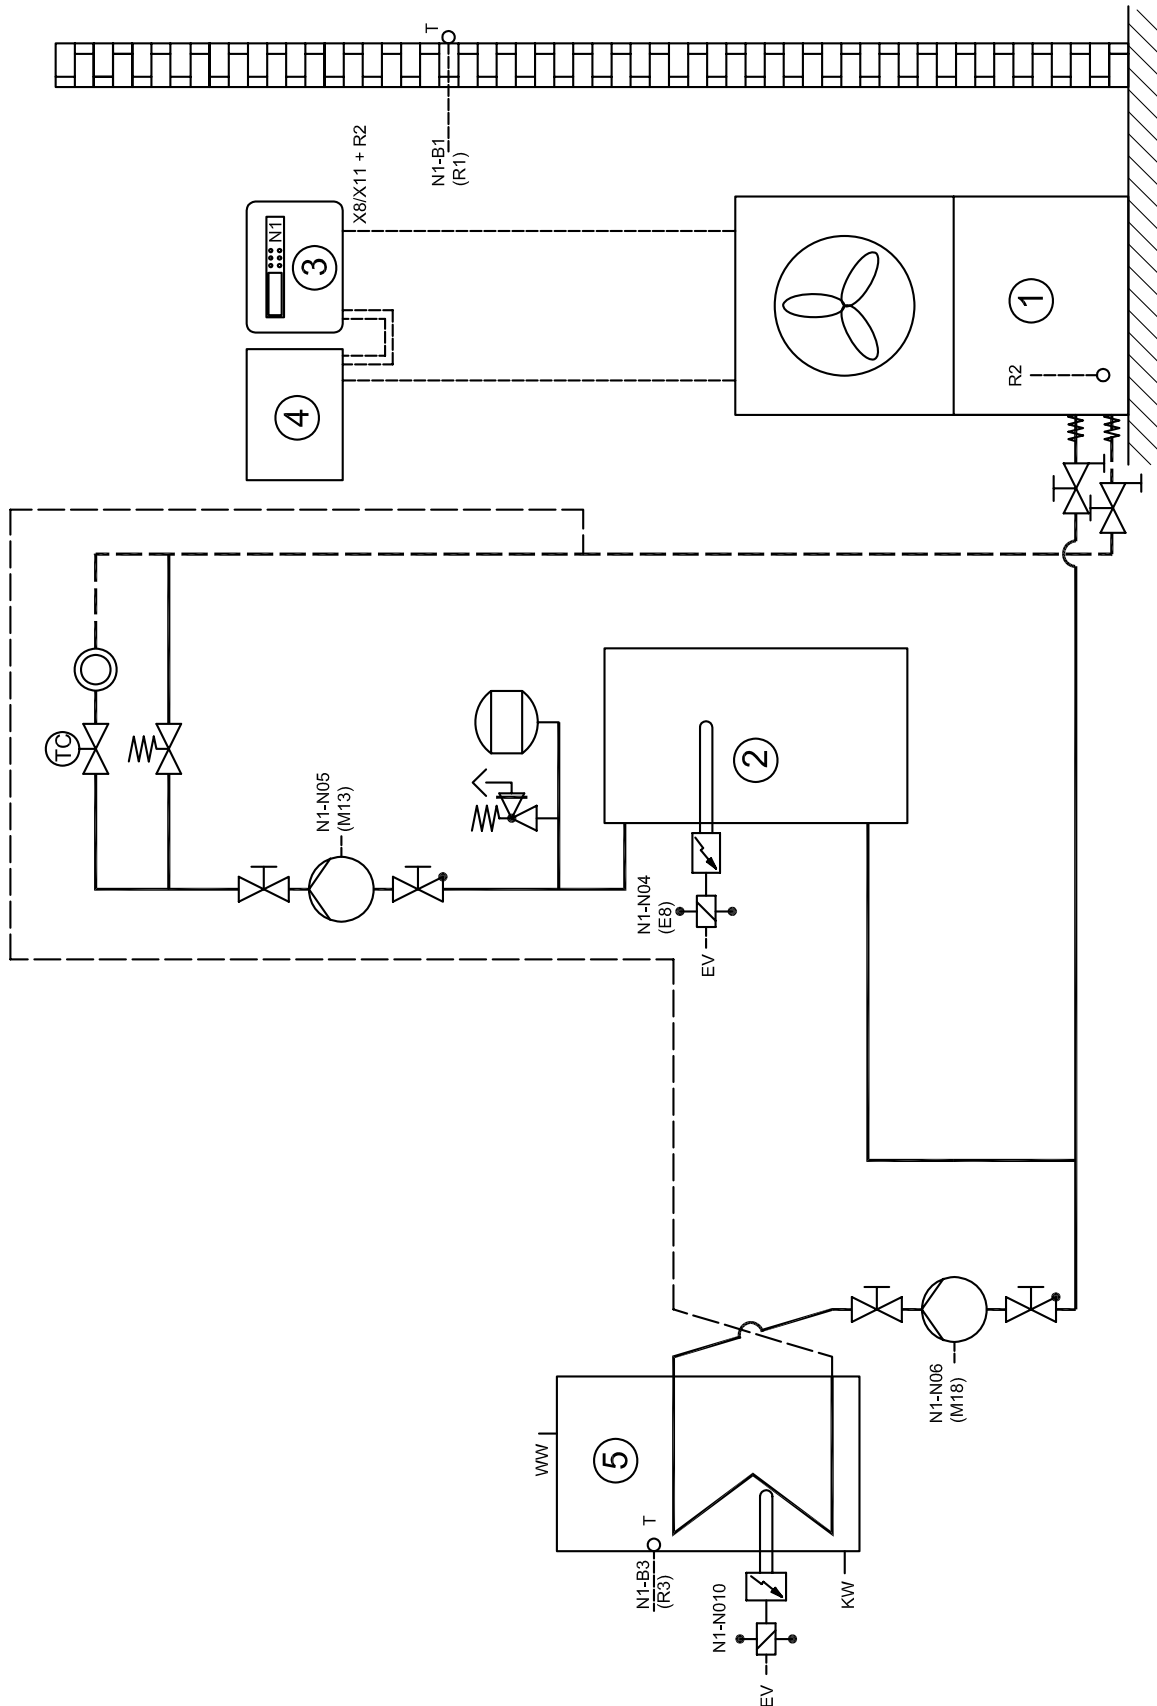 EV
N1-N010
N1-B3
(R3)
T
WW
5
KW
N1-N06
(M18)
EV
N1-N04
(E8)
2
N1-N05
(M13)
TC
4
3
N1
X8/X11 + R2
N1-B1
(R1)
T
R2
1